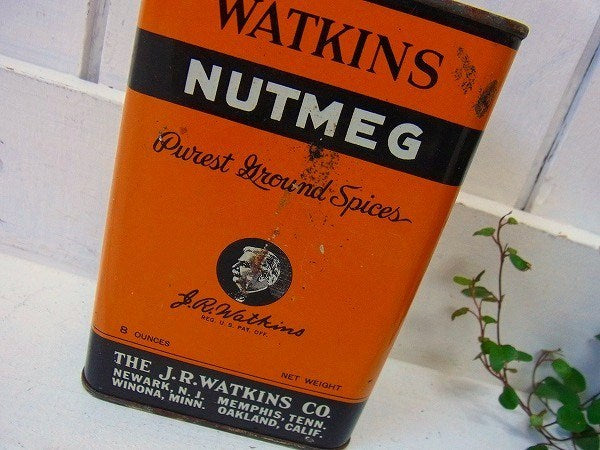 WATKINS
NUTMEG
Purest Ground Spices
J.R. Watkins
REG. U.S. PAT. OFF.
8 OUNCES
NET WEIGHT
THE J.R. WATKINS CO.
NEWARK, N. J. MEMPHIS, TENN.
WINONA, MINN. OAKLAND, CALIF.